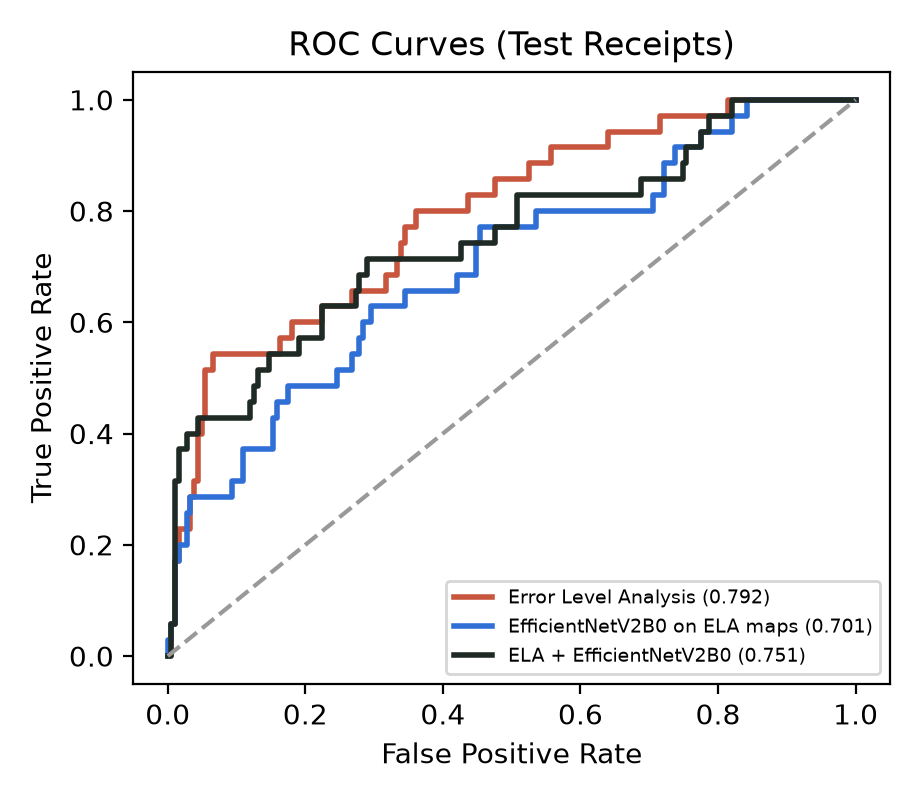 ROC Curves (Test Receipts)
True Positive Rate
1.0
0.8
0.6
0.4
0.2
0.0
Error Level Analysis (0.792)
EfficientNetV2B0 on ELA maps (0.701)
ELA + EfficientNetV2B0 (0.751)
0.0 0.2 0.4 0.6 0.8 1.0
False Positive Rate